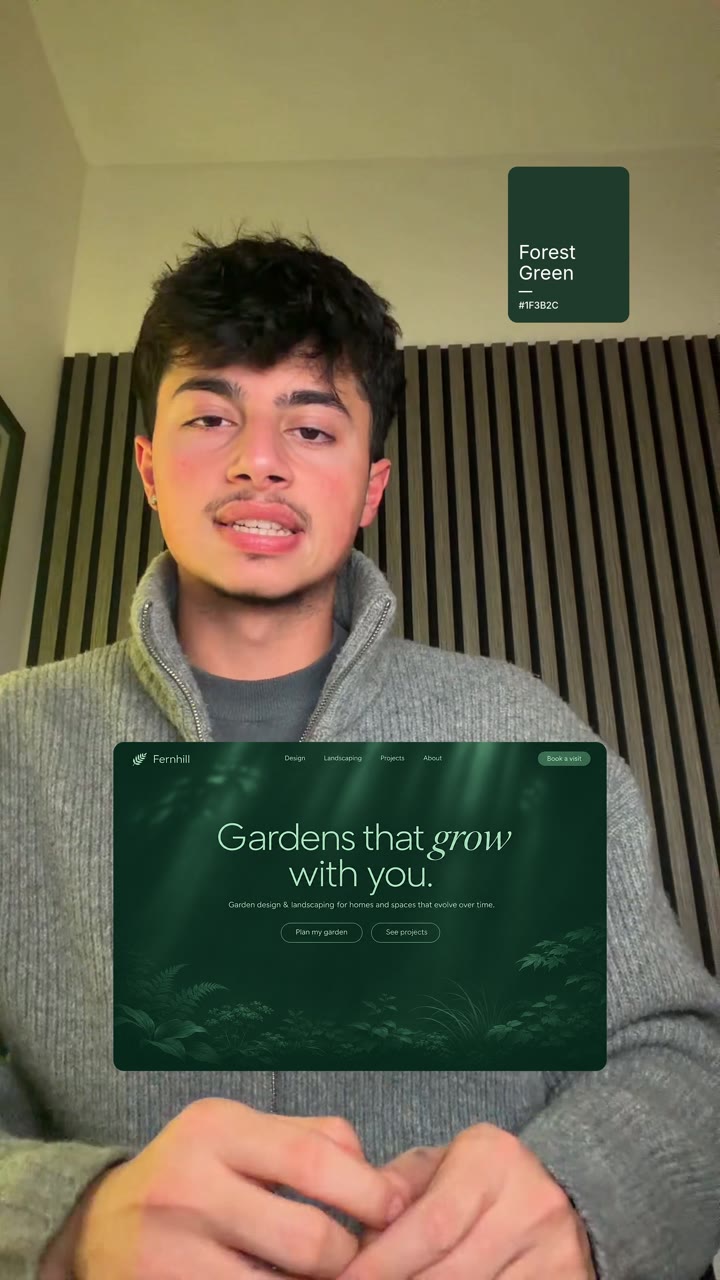 Forest
Green
#1F3B2C
Fernhill
Design Landscaping Projects About
Book a visit
Gardens that grow
with you.
Garden design & landscaping for homes and spaces that evolve over time.
Plan my garden See projects